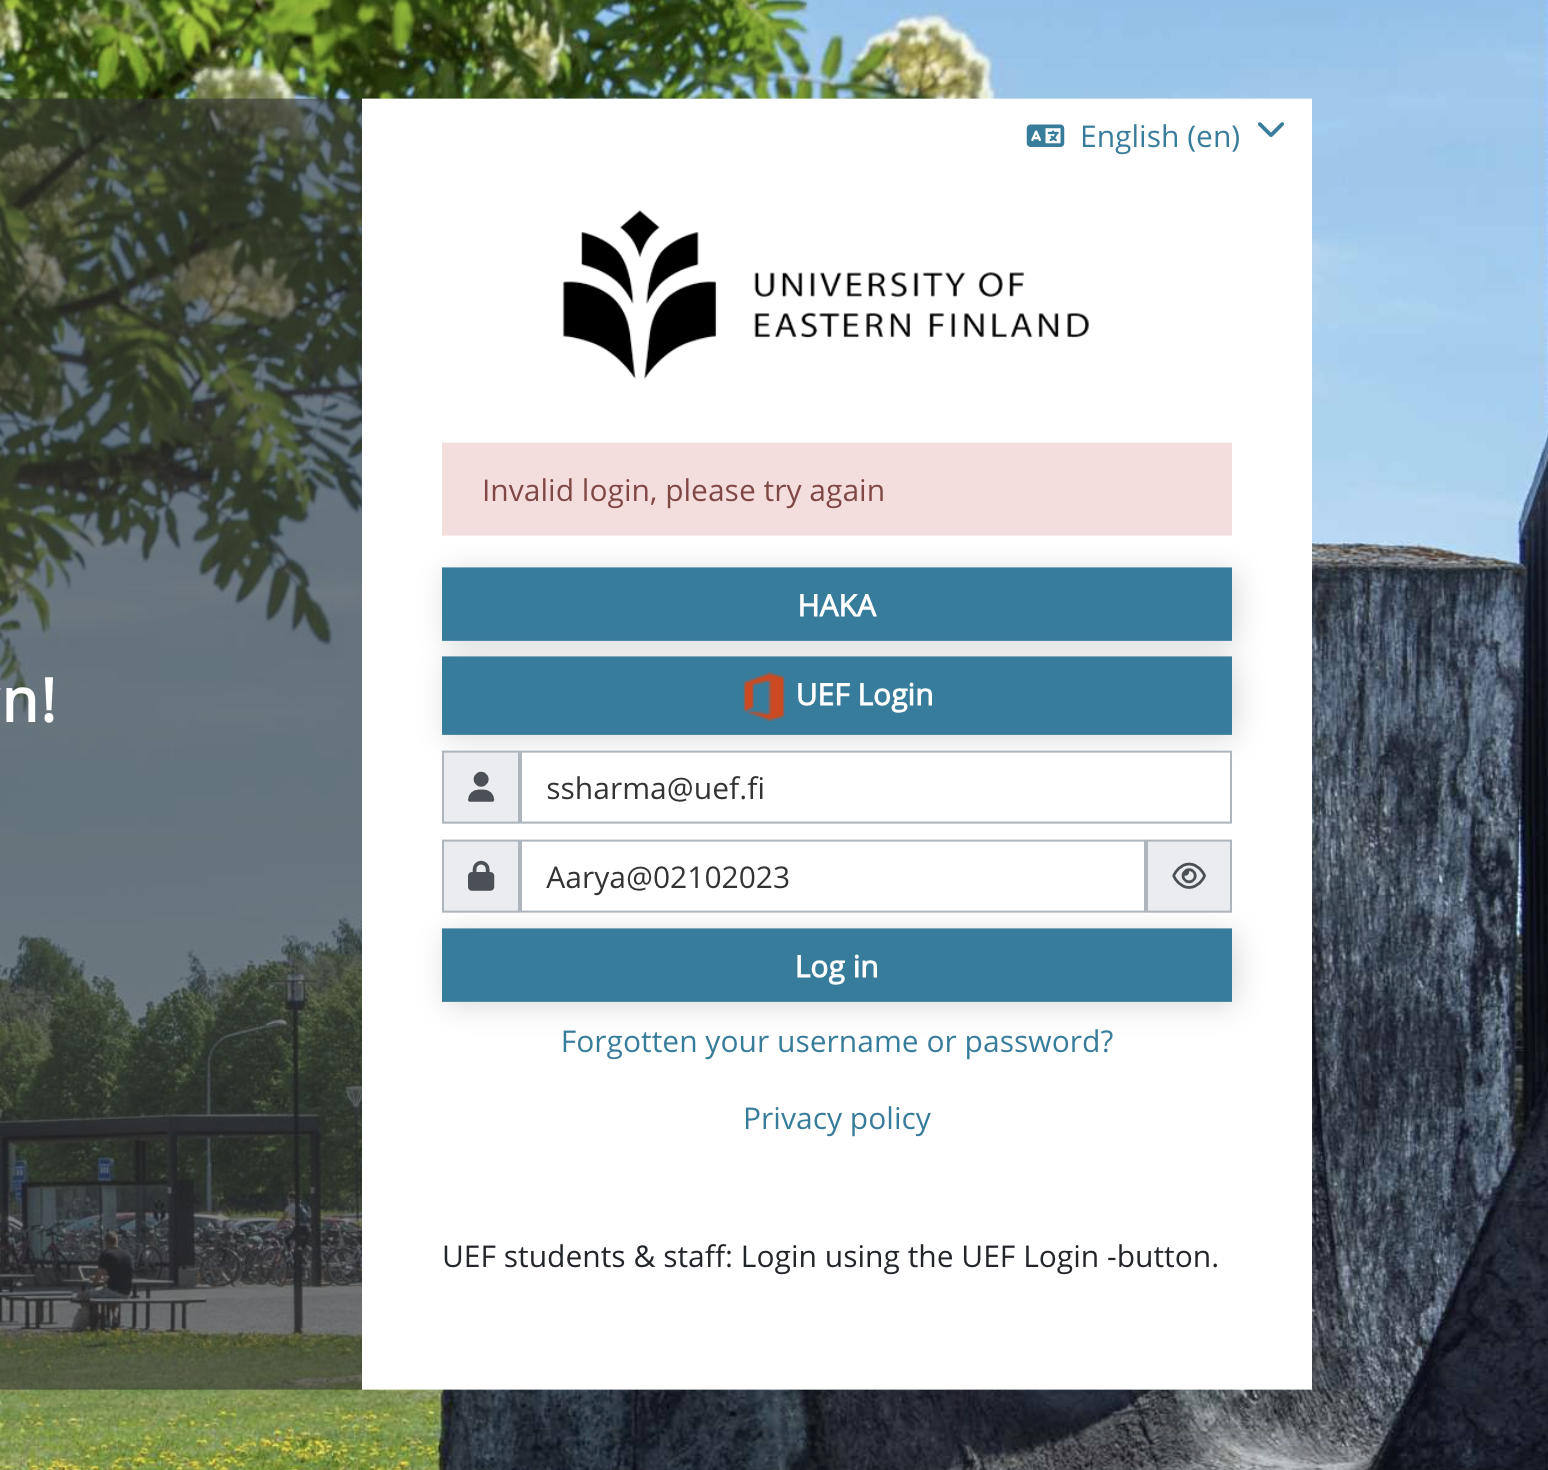 English (en)
UNIVERSITY OF
EASTERN FINLAND
Invalid login, please try again
HAKA
UEF Login
n!
ssharma@uef.fi
Aarya@02102023
Log in
Forgotten your username or password?
Privacy policy
UEF students & staff: Login using the UEF Login -button.